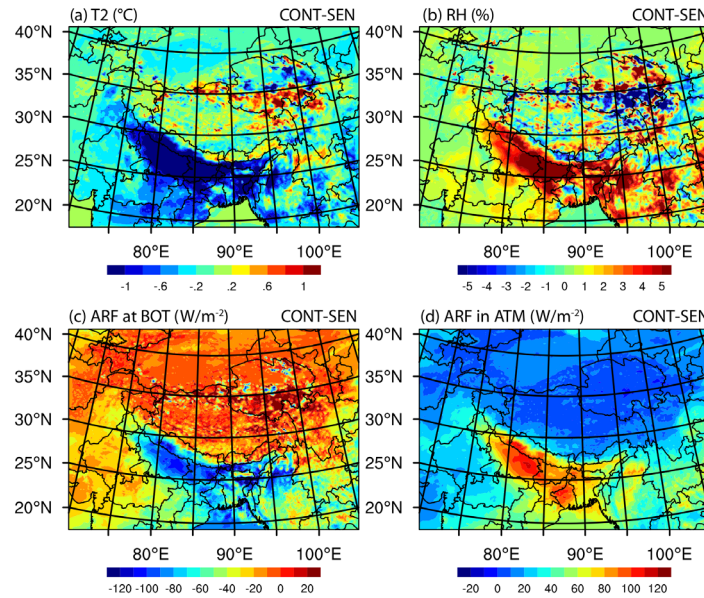 (a) T2 (°C) CONT-SEN
(b) RH (%) CONT-SEN
40°N
35°N
30°N
25°N
20°N
40°N
35°N
30°N
25°N
20°N
80°E 90°E 100°E
80°E 90°E 100°E
-1 -.6 -.2 .2 .6 1
-5 -4 -3 -2 -1 0 1 2 3 4 5
(c) ARF at BOT (W/m-2) CONT-SEN
(d) ARF in ATM (W/m-2) CONT-SEN
40°N
35°N
30°N
25°N
20°N
40°N
35°N
30°N
25°N
20°N
80°E 90°E 100°E
80°E 90°E 100°E
-120 -100 -80 -60 -40 -20 0 20
-20 0 20 40 60 80 100 120